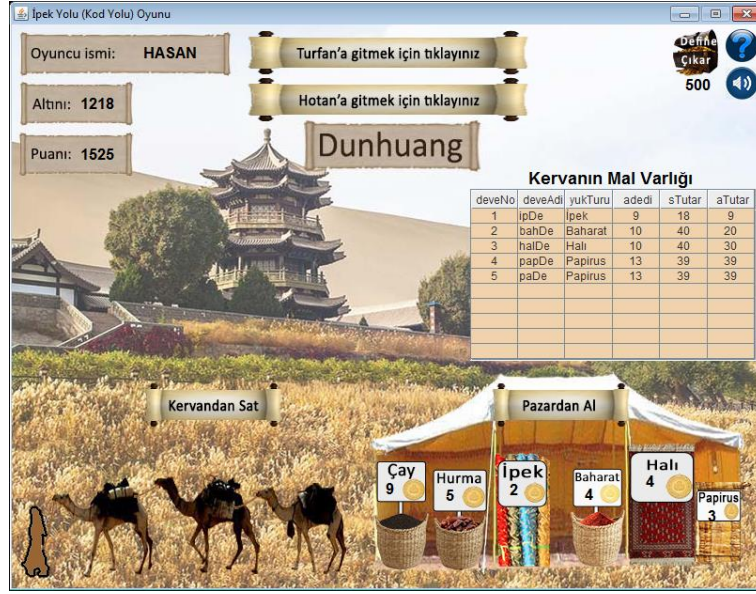 İpek Yolu (Kod Yolu) Oyunu
Oyuncu ismi: HASAN
Altını: 1218
Puanı: 1525
Turfan'a gitmek için tıklayınız
Hotan'a gitmek için tıklayınız
Dunhuang
Define
Çıkar
500
?
Kervanın Mal Varlığı
deveNo deveAdi yukTuru adedi sTutar aTutar
1 ipDe İpek 9 18 9
2 bahDe Baharat 10 40 20
3 halDe Halı 10 40 30
4 papDe Papirus 13 39 39
5 paDe Papirus 13 39 39
Kervandan Sat
Pazardan Al
Çay
9
Hurma
5
İpek
2
Baharat
4
Halı
4
Papirus
3